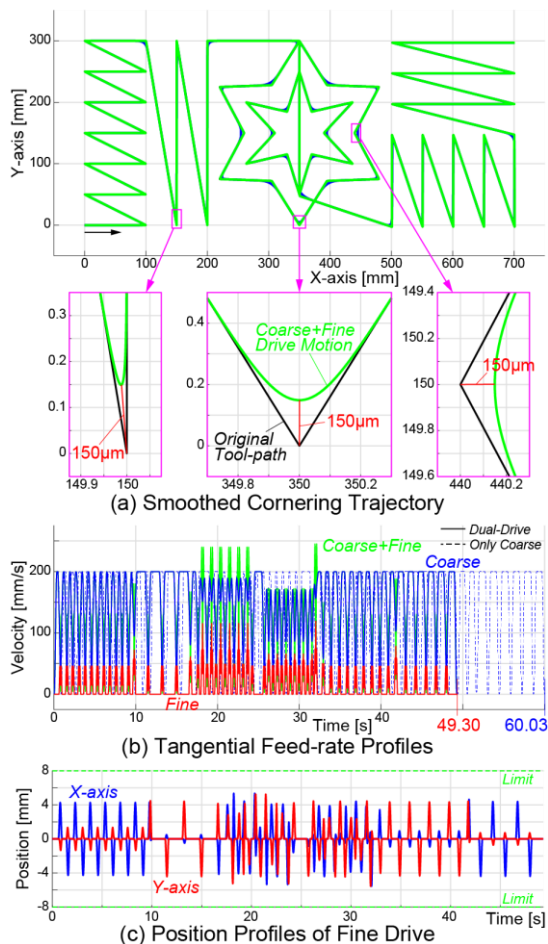 300
200
100
0
Y-axis [mm]
0 100 200 300 400 500 600 700
X-axis [mm]
0.3
0.2
0.1
0
150μm
149.9 150
0.4
0.2
0
Coarse+Fine
Drive Motion
Original
Tool-path
150μm
349.8 350 350.2
149.4
150.2
150
149.8
149.6
150μm
440 440.2
(a) Smoothed Cornering Trajectory
Coarse+Fine
Dual-Drive
Only Coarse
Coarse
200
100
0
Velocity [mm/s]
Fine
0 10 20 30 40
Time [s]
49.30 60.03
(b) Tangential Feed-rate Profiles
8
4
0
-4
-8
Position [mm]
X-axis
Y-axis
Limit
Limit
0 10 20 30 40
Time [s]
(c) Position Profiles of Fine Drive